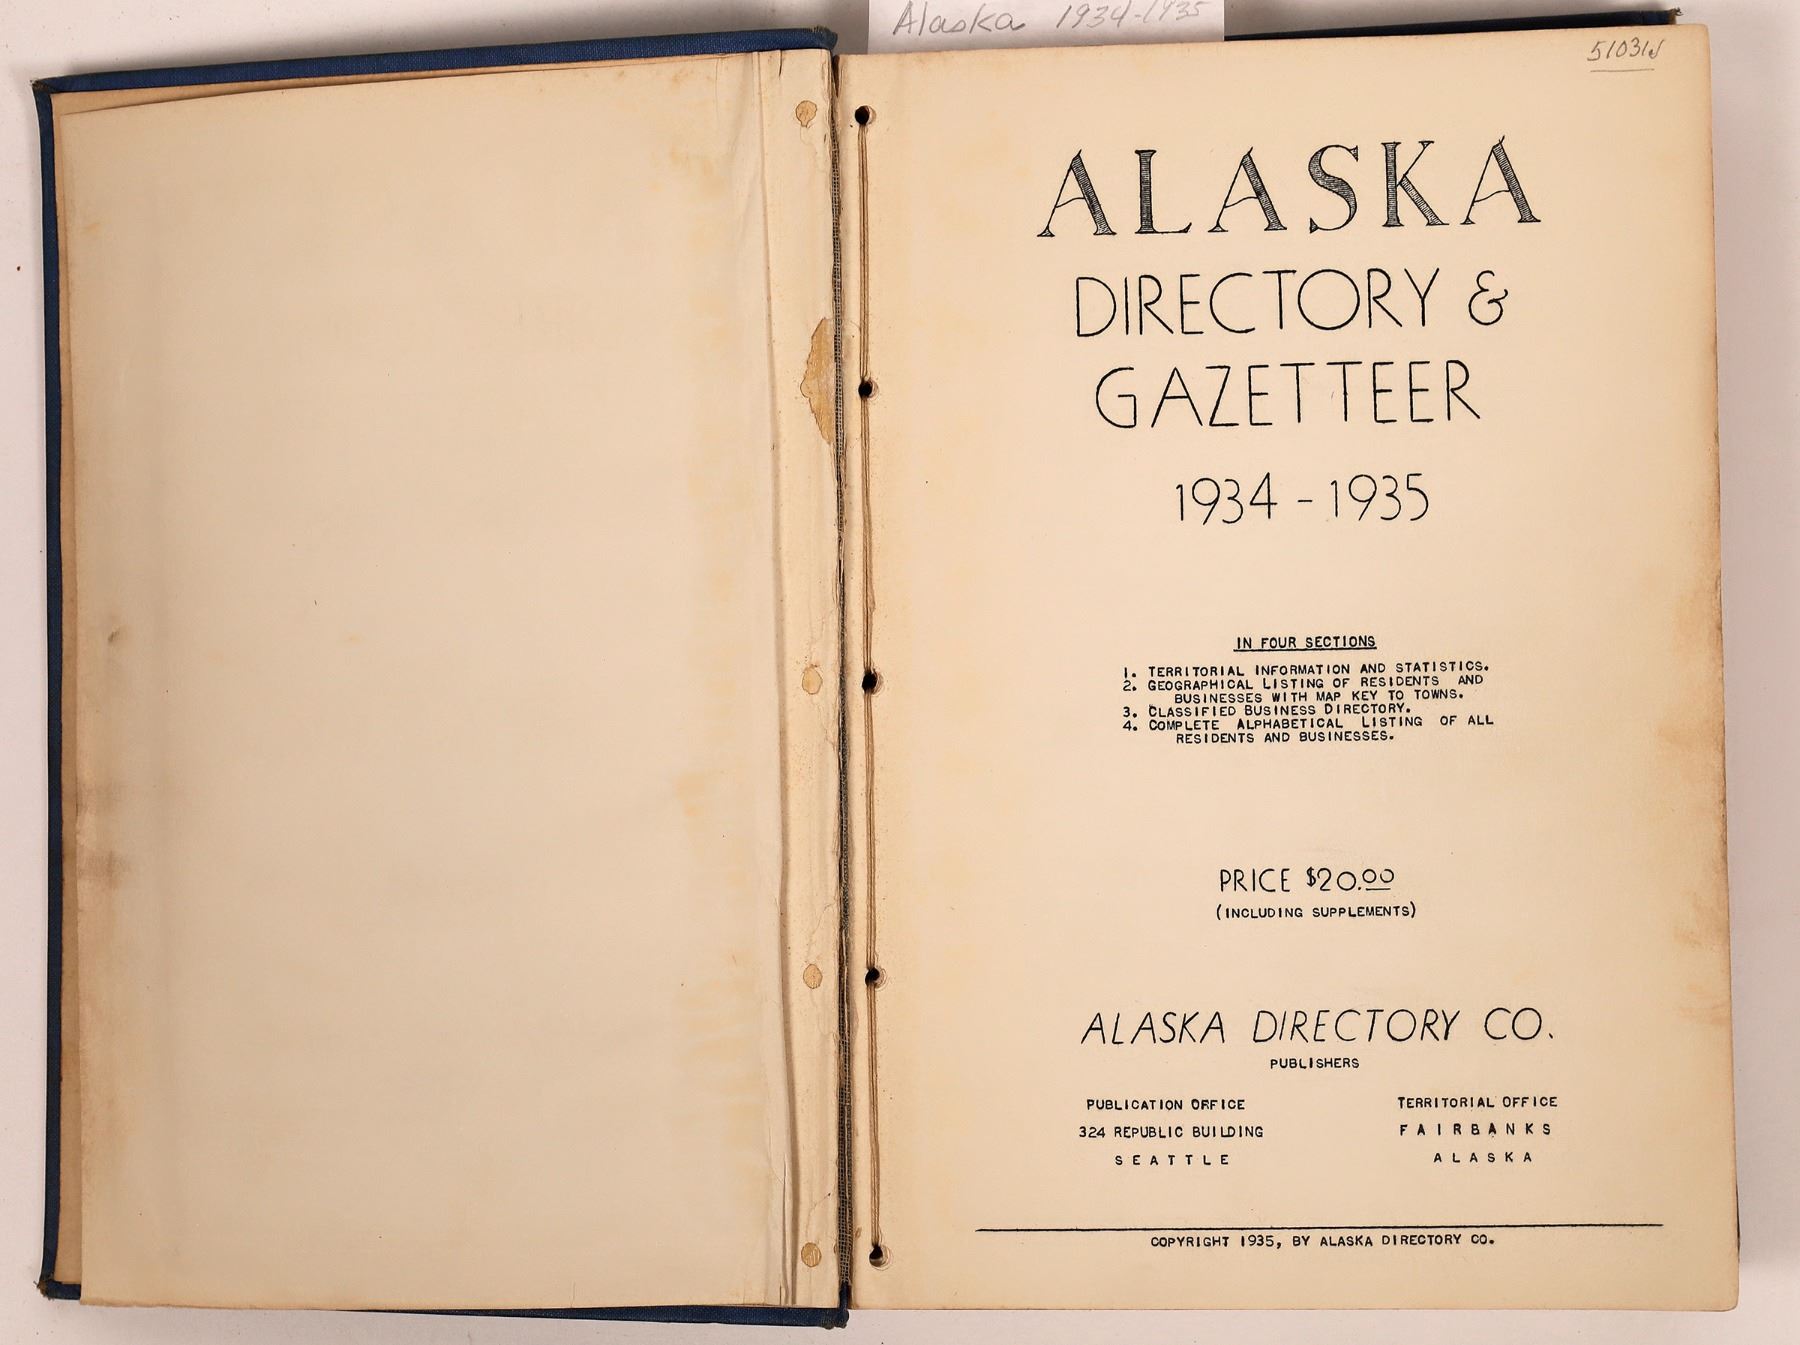 Alaska 1934-1935
ALASKA
DIRECTORY &
GAZETTEER
1934 - 1935
IN FOUR SECTIONS
1. TERRITORIAL INFORMATION AND STATISTICS.
2. GEOGRAPHICAL LISTING OF RESIDENTS AND
BUSINESSES WITH MAP KEY TO TOWNS.
3. CLASSIFIED BUSINESS DIRECTORY.
4. COMPLETE ALPHABETICAL LISTING OF ALL
RESIDENTS AND BUSINESSES.
PRICE $20.00
(INCLUDING SUPPLEMENTS)
ALASKA DIRECTORY CO.
PUBLISHERS
PUBLICATION OFFICE
324 REPUBLIC BUILDING
SEATTLE
TERRITORIAL OFFICE
FAIRBANKS
ALASKA
COPYRIGHT 1935, BY ALASKA DIRECTORY CO.